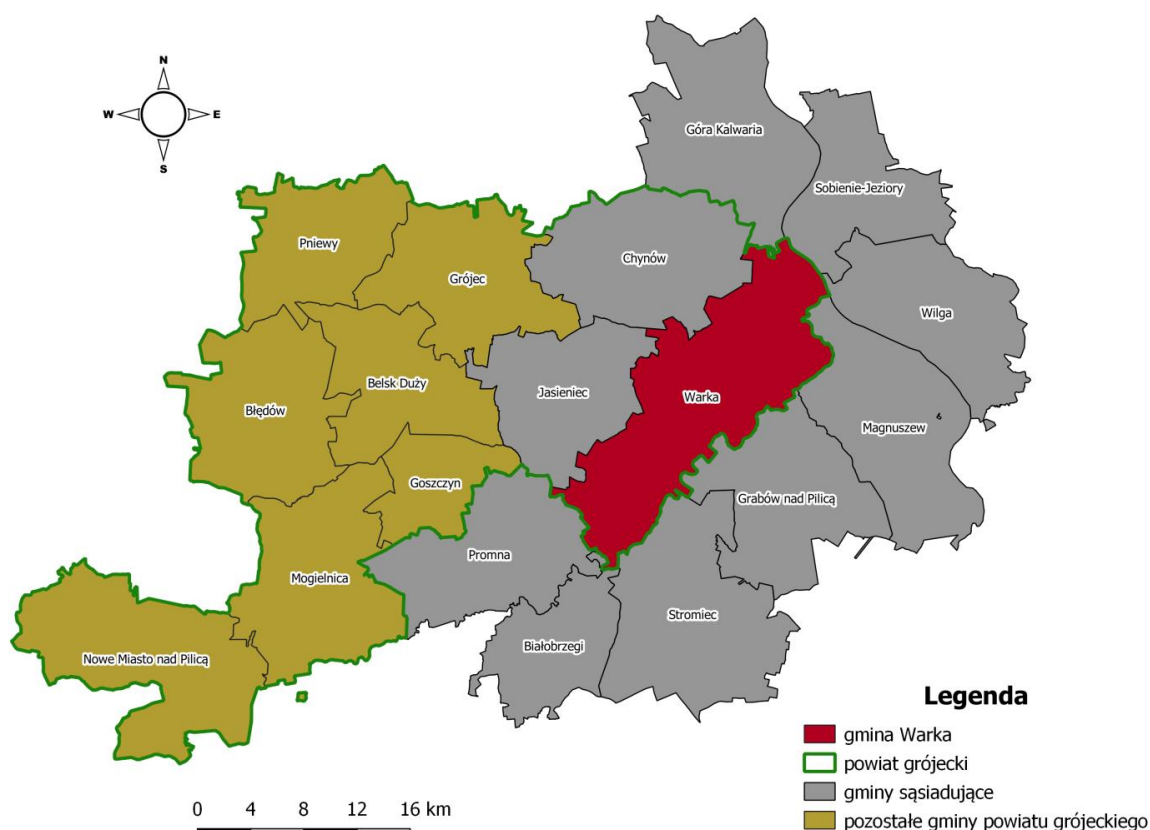 N
W E
S
Góra Kalwaria
Sobienie-Jeziory
Pniewy
Chynów
Grójec
Wilga
Belsk Duży
Jasieniec
Warka
Błędów
Magnuszew
Goszczyn
Grabów nad Pilicą
Promna
Mogielnica
Stromiec
Białobrzegi
Nowe Miasto nad Pilicą
Legenda
gmina Warka
powiat grójecki
gminy sąsiadujące
pozostałe gminy powiatu grójeckiego
0 4 8 12 16 km